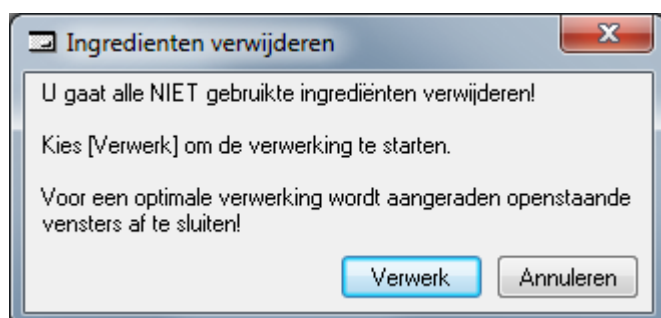 Ingredienten verwijderen
U gaat alle NIET gebruikte ingrediënten verwijderen!
Kies [Verwerk] om de verwerking te starten.
Voor een optimale verwerking wordt aangeraden openstaande
vensters af te sluiten!
Verwerk Annuleren